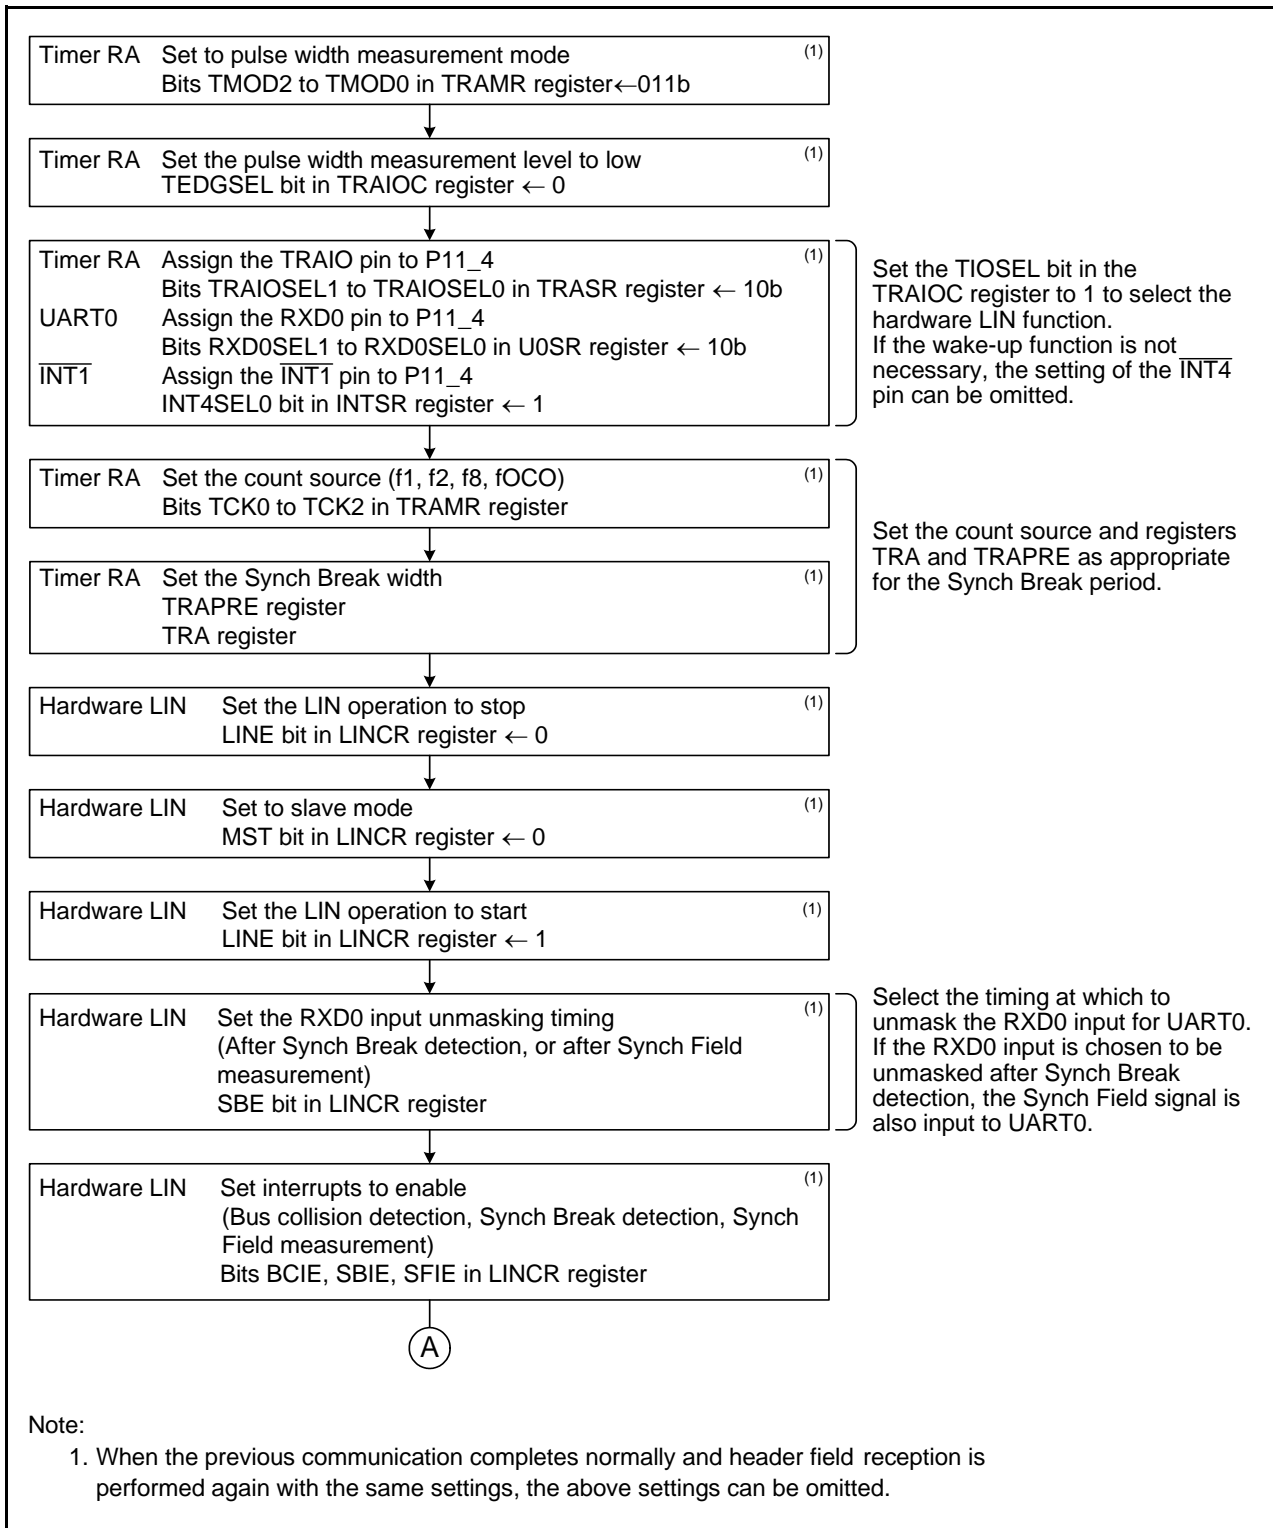 Timer RA Set to pulse width measurement mode (1)
Bits TMOD2 to TMOD0 in TRAMR register←011b
Timer RA Set the pulse width measurement level to low (1)
TEDGSEL bit in TRAIOC register ← 0
Timer RA Assign the TRAIO pin to P11_4 (1)
Bits TRAIOSEL1 to TRAIOSEL0 in TRASR register ← 10b
UART0 Assign the RXD0 pin to P11_4
Bits RXD0SEL1 to RXD0SEL0 in U0SR register ← 10b
I̅N̅T̅1̅ Assign the I̅N̅T̅1̅ pin to P11_4
INT4SEL0 bit in INTSR register ← 1
Set the TIOSEL bit in the
TRAIOC register to 1 to select the
hardware LIN function.
If the wake-up function is not
necessary, the setting of the I̅N̅T̅4̅
pin can be omitted.
Timer RA Set the count source (f1, f2, f8, fOCO) (1)
Bits TCK0 to TCK2 in TRAMR register
Timer RA Set the Synch Break width (1)
TRAPRE register
TRA register
Set the count source and registers
TRA and TRAPRE as appropriate
for the Synch Break period.
Hardware LIN Set the LIN operation to stop (1)
LINE bit in LINCR register ← 0
Hardware LIN Set to slave mode (1)
MST bit in LINCR register ← 0
Hardware LIN Set the LIN operation to start (1)
LINE bit in LINCR register ← 1
Hardware LIN Set the RXD0 input unmasking timing (1)
(After Synch Break detection, or after Synch Field
measurement)
SBE bit in LINCR register
Select the timing at which to
unmask the RXD0 input for UART0.
If the RXD0 input is chosen to be
unmasked after Synch Break
detection, the Synch Field signal is
also input to UART0.
Hardware LIN Set interrupts to enable (1)
(Bus collision detection, Synch Break detection, Synch
Field measurement)
Bits BCIE, SBIE, SFIE in LINCR register
A
Note:
1. When the previous communication completes normally and header field reception is
performed again with the same settings, the above settings can be omitted.